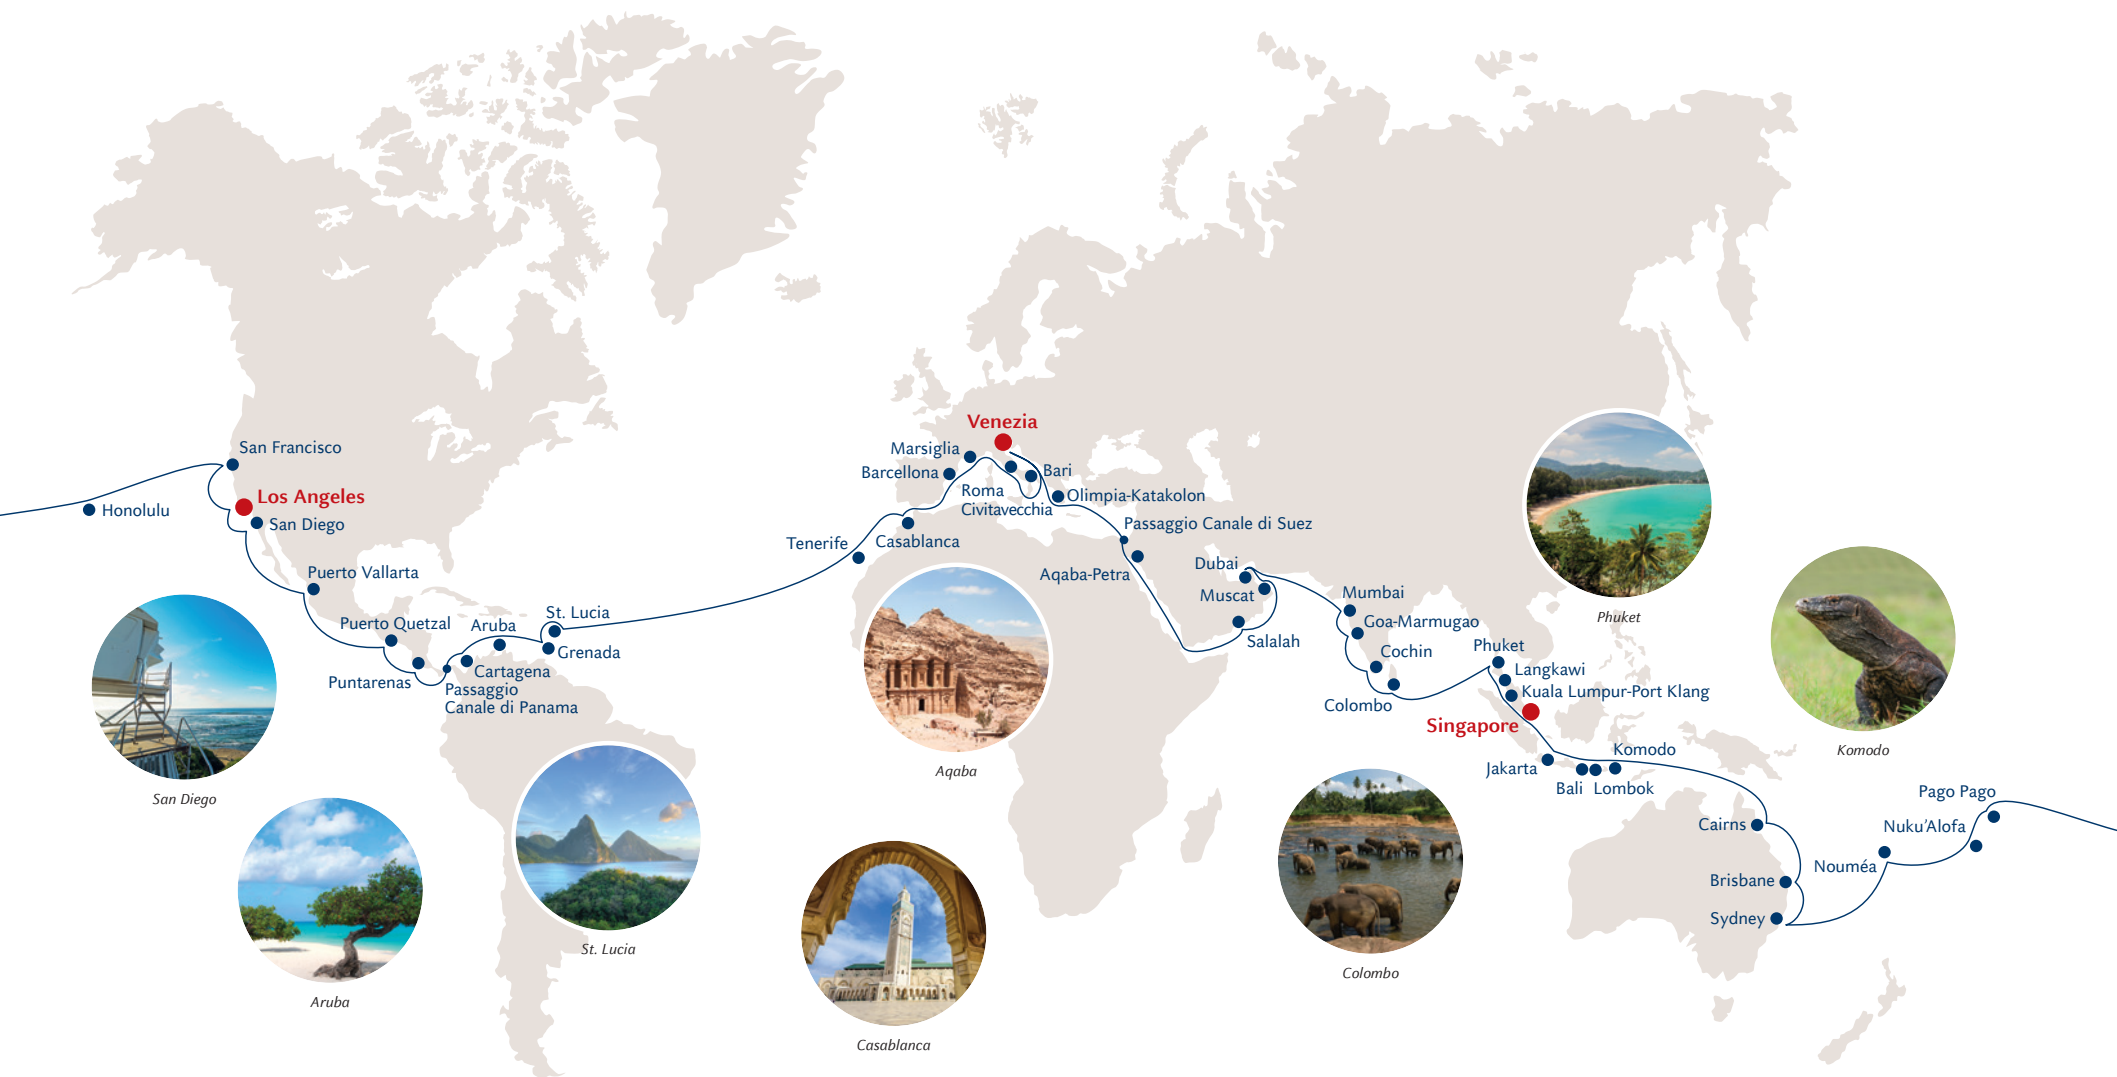 San Francisco
Honolulu
Los Angeles
San Diego
Puerto Vallarta
Puerto Quetzal
Puntarenas
Passaggio
Canale di Panama
Cartagena
Aruba
St. Lucia
Grenada
Tenerife
Casablanca
Barcellona
Marsiglia
Venezia
Roma
Civitavecchia
Bari
Olimpia-Katakolon
Passaggio Canale di Suez
Aqaba-Petra
Dubai
Muscat
Salalah
Mumbai
Goa-Marmugao
Cochin
Colombo
Phuket
Langkawi
Kuala Lumpur-Port Klang
Singapore
Jakarta
Bali
Lombok
Komodo
Cairns
Brisbane
Sydney
Nouméa
Nuku’Alofa
Pago Pago
San Diego
Aruba
St. Lucia
Casablanca
Aqaba
Colombo
Phuket
Komodo